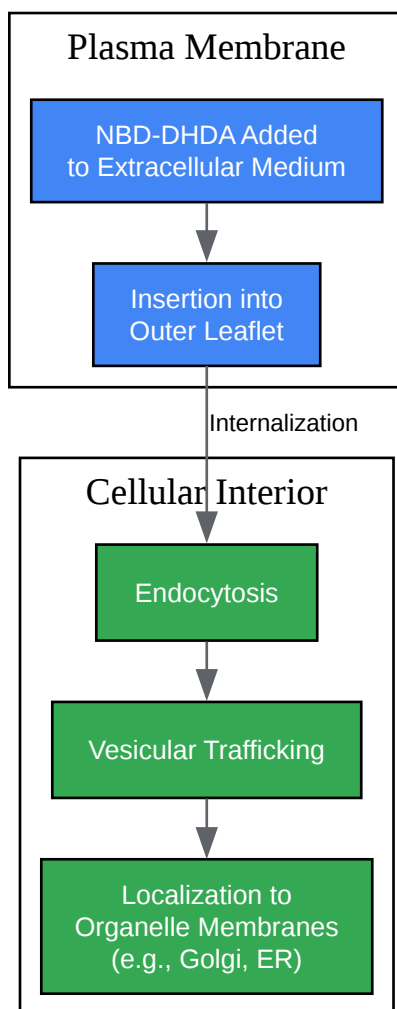 Plasma Membrane
NBD-DHDA Added
to Extracellular Medium
Insertion into
Outer Leaflet
Internalization
Cellular Interior
Endocytosis
Vesicular Trafficking
Localization to
Organelle Membranes
(e.g., Golgi, ER)